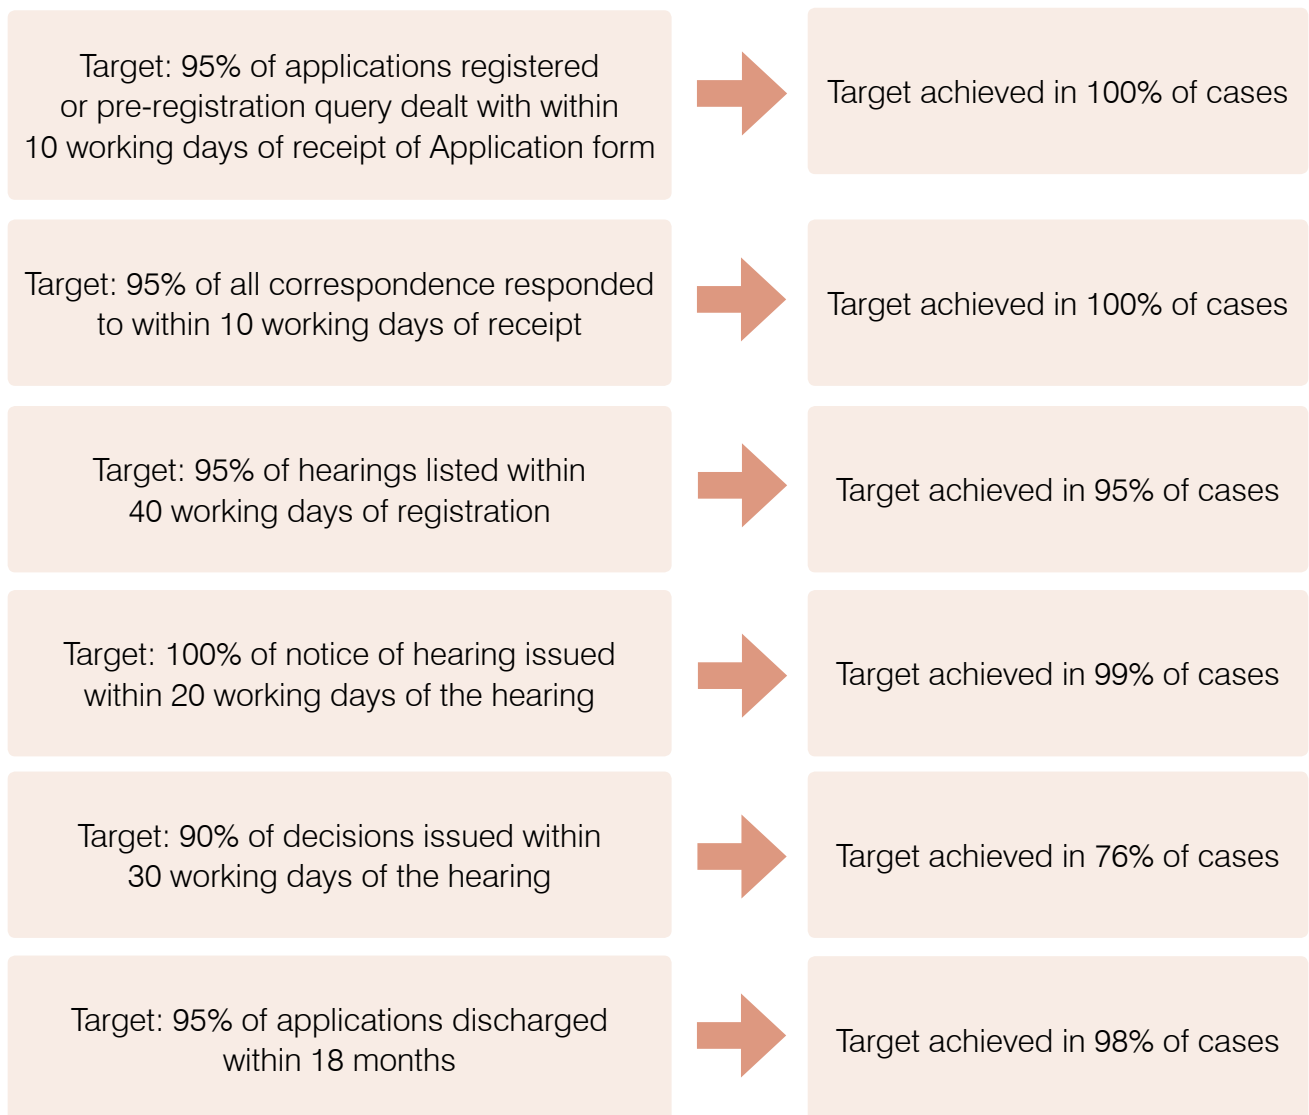 Target: 95% of applications registered
or pre-registration query dealt with within
10 working days of receipt of Application form
Target achieved in 100% of cases
Target: 95% of all correspondence responded
to within 10 working days of receipt
Target achieved in 100% of cases
Target: 95% of hearings listed within
40 working days of registration
Target achieved in 95% of cases
Target: 100% of notice of hearing issued
within 20 working days of the hearing
Target achieved in 99% of cases
Target: 90% of decisions issued within
30 working days of the hearing
Target achieved in 76% of cases
Target: 95% of applications discharged
within 18 months
Target achieved in 98% of cases